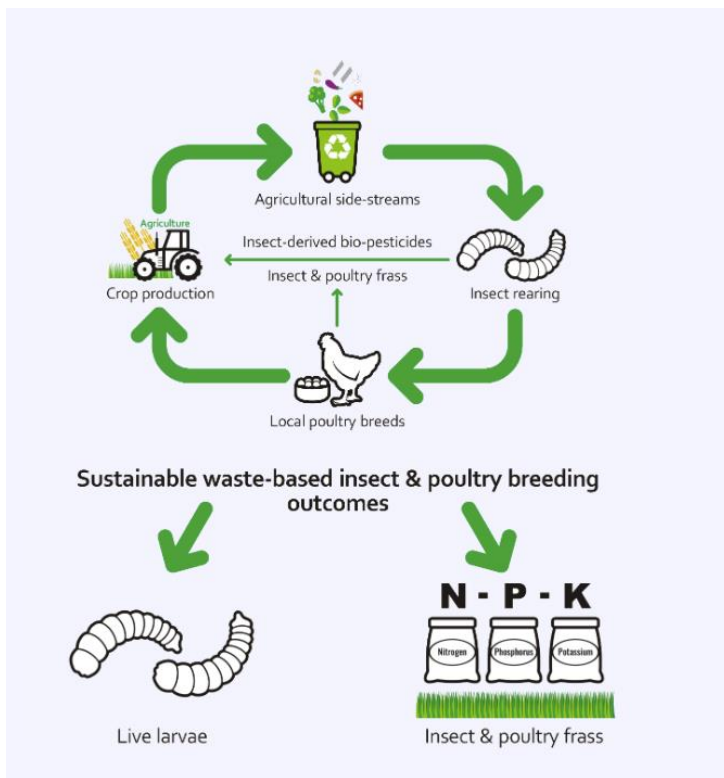 Agricultural side-streams
Agriculture
Insect-derived bio-pesticides
Insect & poultry frass
Crop production
Insect rearing
Local poultry breeds
Sustainable waste-based insect & poultry breeding
outcomes
N - P - K
Nitrogen
Phosphorus
Potassium
Live larvae
Insect & poultry frass